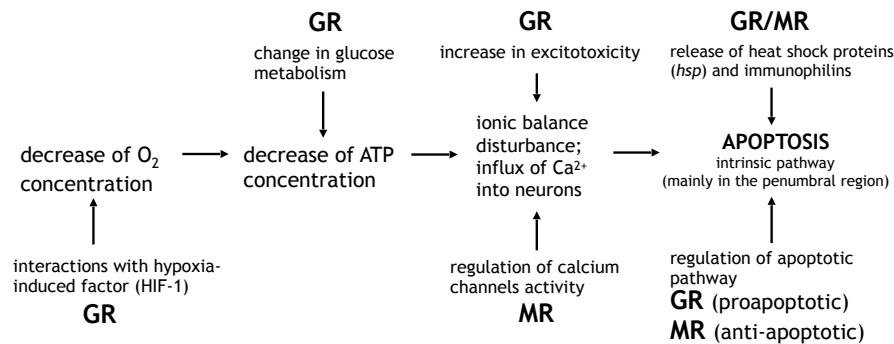 GR
change in glucose
metabolism
GR
increase in excitotoxicity
GR/MR
release of heat shock proteins
(hsp) and immunophilins
decrease of O₂
concentration
decrease of ATP
concentration
ionic balance
disturbance;
influx of Ca²⁺
into neurons
APOPTOSIS
intrinsic pathway
(mainly in the penumbral region)
interactions with hypoxia-
induced factor (HIF-1)
GR
regulation of calcium
channels activity
MR
regulation of apoptotic
pathway
GR (proapoptotic)
MR (anti-apoptotic)